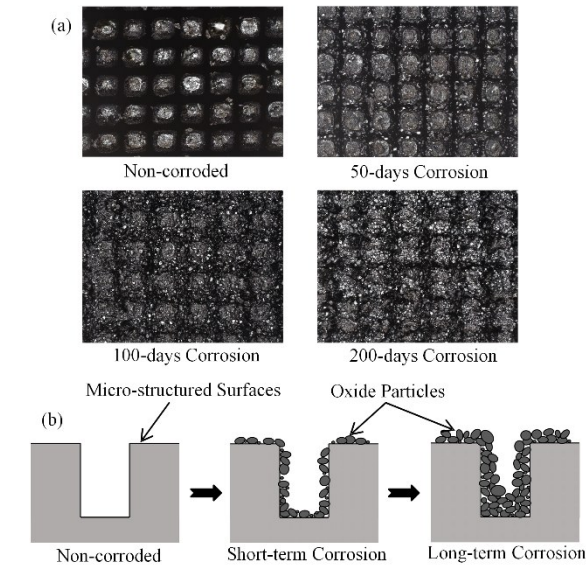 (a)
Non-corroded
50-days Corrosion
100-days Corrosion
200-days Corrosion
Micro-structured Surfaces
Oxide Particles
(b)
Non-corroded
Short-term Corrosion
Long-term Corrosion